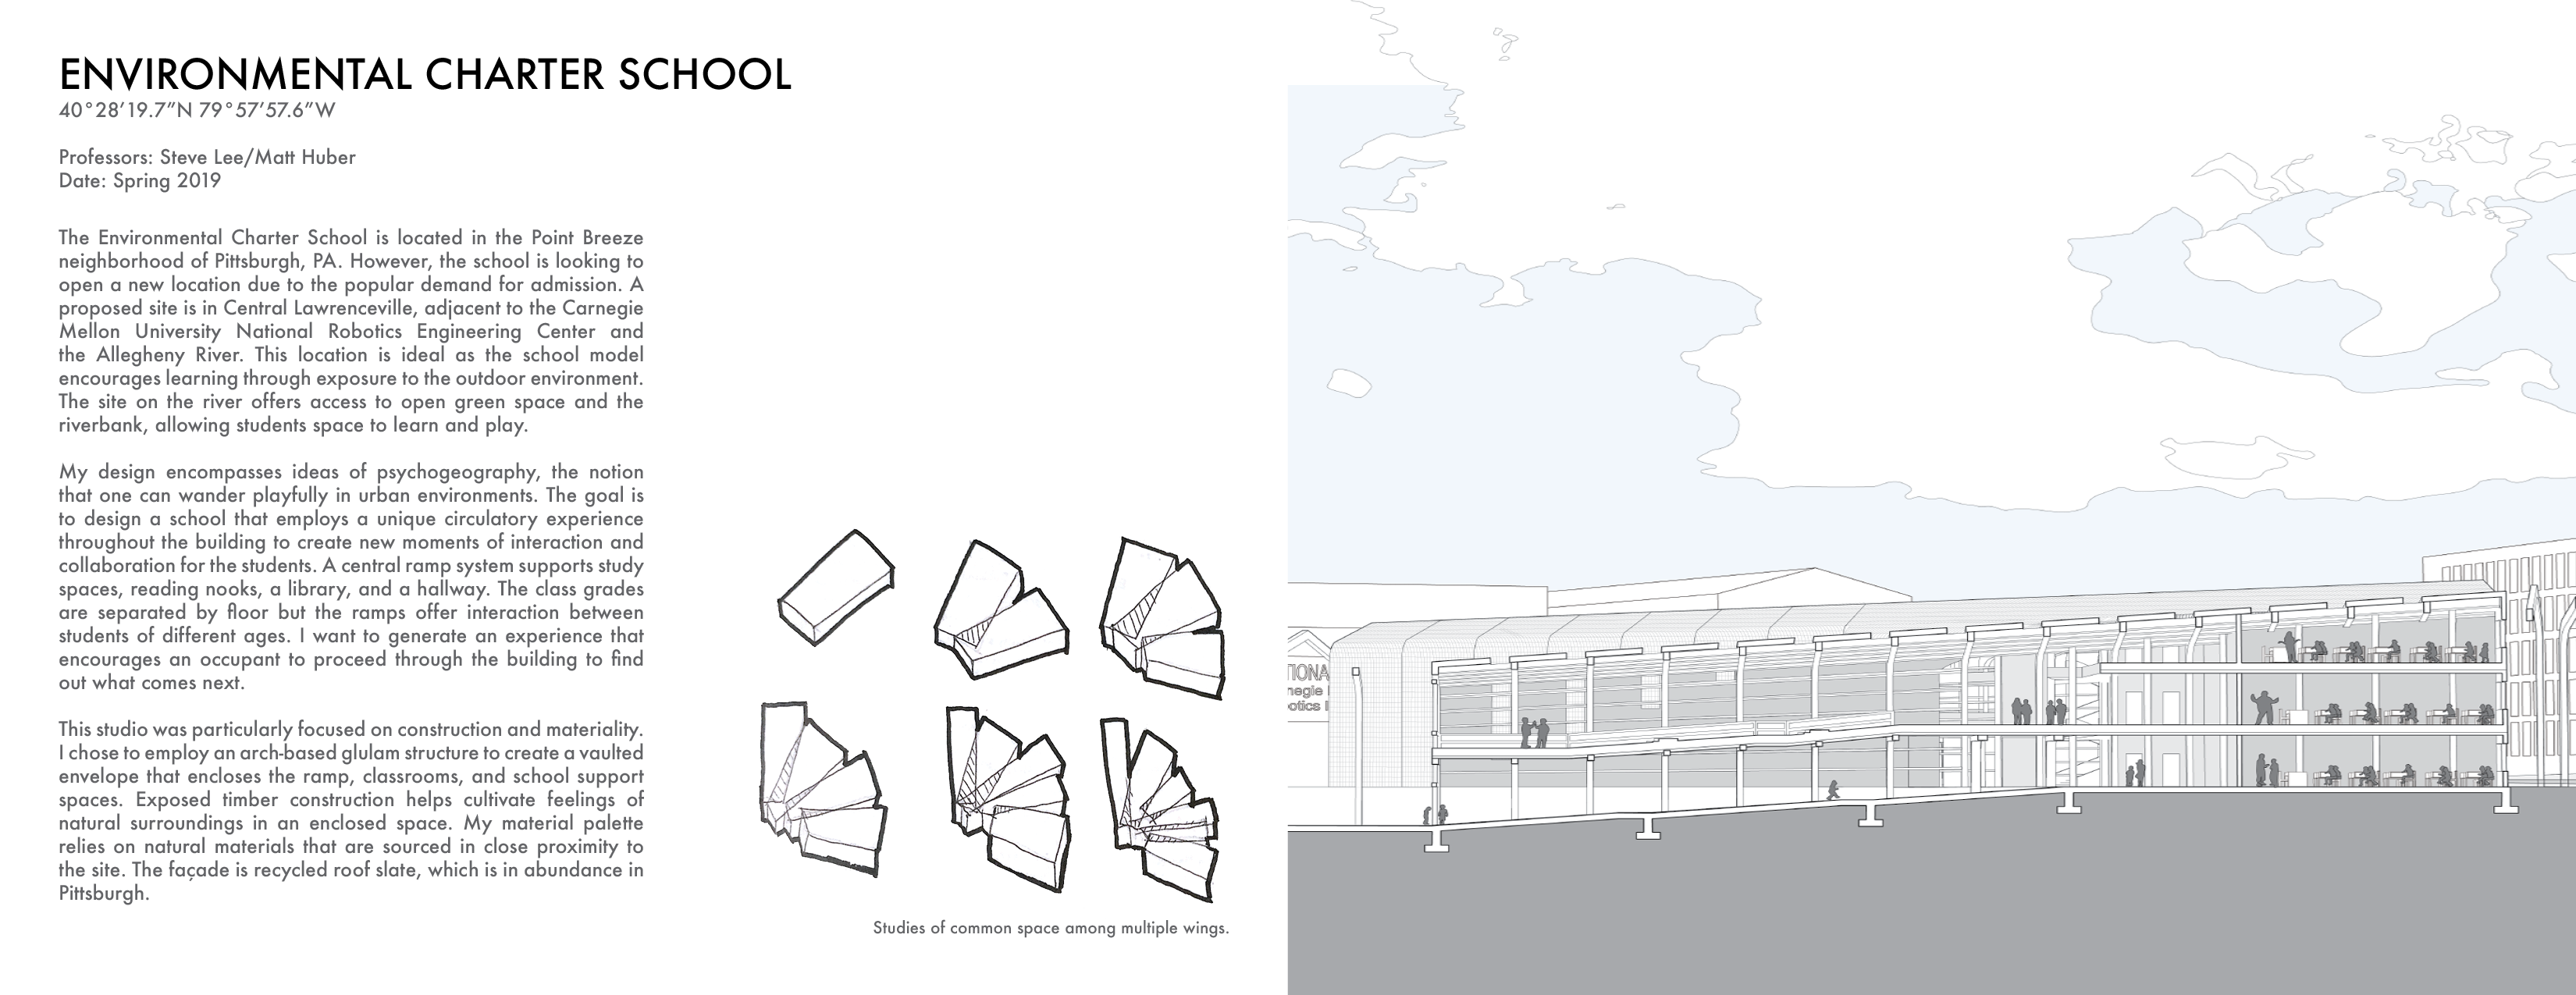 ENVIRONMENTAL CHARTER SCHOOL
40°28’19.7”N 79°57’57.6”W
Professors: Steve Lee/Matt Huber
Date: Spring 2019
The Environmental Charter School is located in the Point Breeze
neighborhood of Pittsburgh, PA. However, the school is looking to
open a new location due to the popular demand for admission. A
proposed site is in Central Lawrenceville, adjacent to the Carnegie
Mellon University National Robotics Engineering Center and
the Allegheny River. This location is ideal as the school model
encourages learning through exposure to the outdoor environment.
The site on the river offers access to open green space and the
riverbank, allowing students space to learn and play.
My design encompasses ideas of psychogeography, the notion
that one can wander playfully in urban environments. The goal is
to design a school that employs a unique circulatory experience
throughout the building to create new moments of interaction and
collaboration for the students. A central ramp system supports study
spaces, reading nooks, a library, and a hallway. The class grades
are separated by floor but the ramps offer interaction between
students of different ages. I want to generate an experience that
encourages an occupant to proceed through the building to find
out what comes next.
This studio was particularly focused on construction and materiality.
I chose to employ an arch-based glulam structure to create a vaulted
envelope that encloses the ramp, classrooms, and school support
spaces. Exposed timber construction helps cultivate feelings of
natural surroundings in an enclosed space. My material palette
relies on natural materials that are sourced in close proximity to
the site. The façade is recycled roof slate, which is in abundance in
Pittsburgh.
Studies of common space among multiple wings.
TIONA
negie
botics